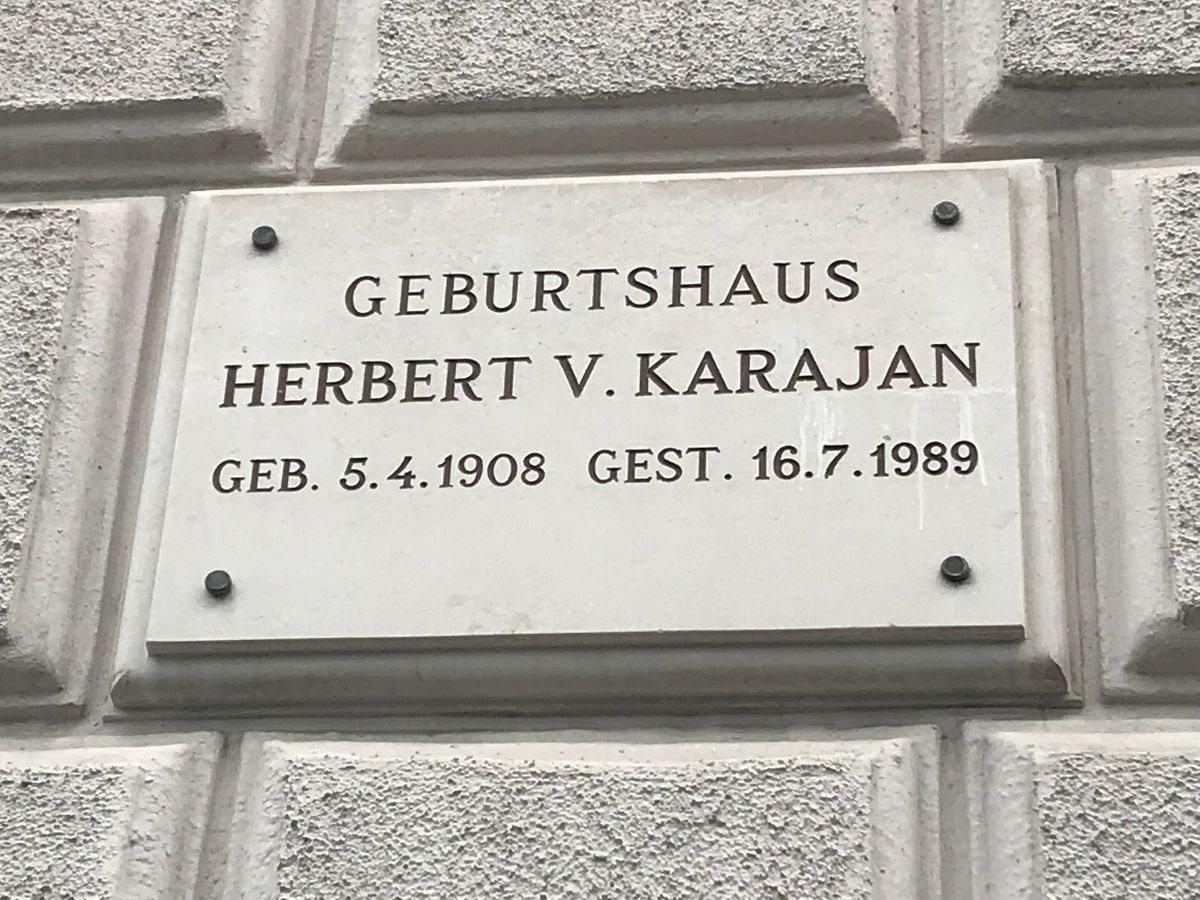 GEBURTSHAUS
HERBERT V. KARAJAN
GEB. 5.4.1908 GEST. 16.7.1989